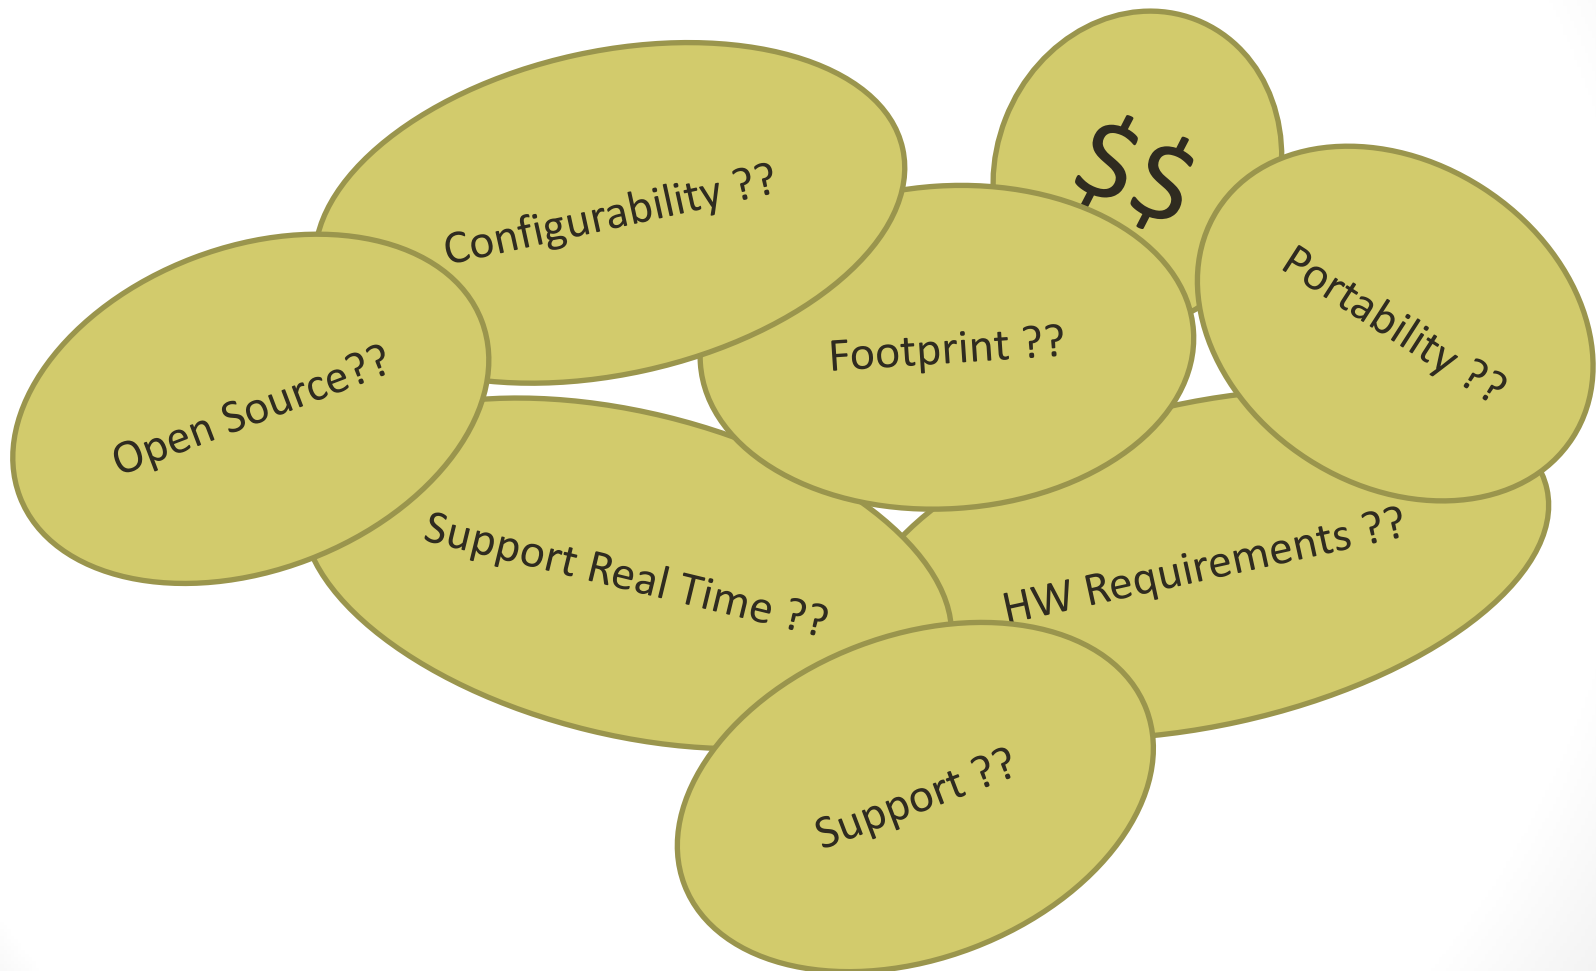 $$
Configurability ??
Portability ??
Footprint ??
Open Source??
Support Real Time ??
HW Requirements ??
Support ??